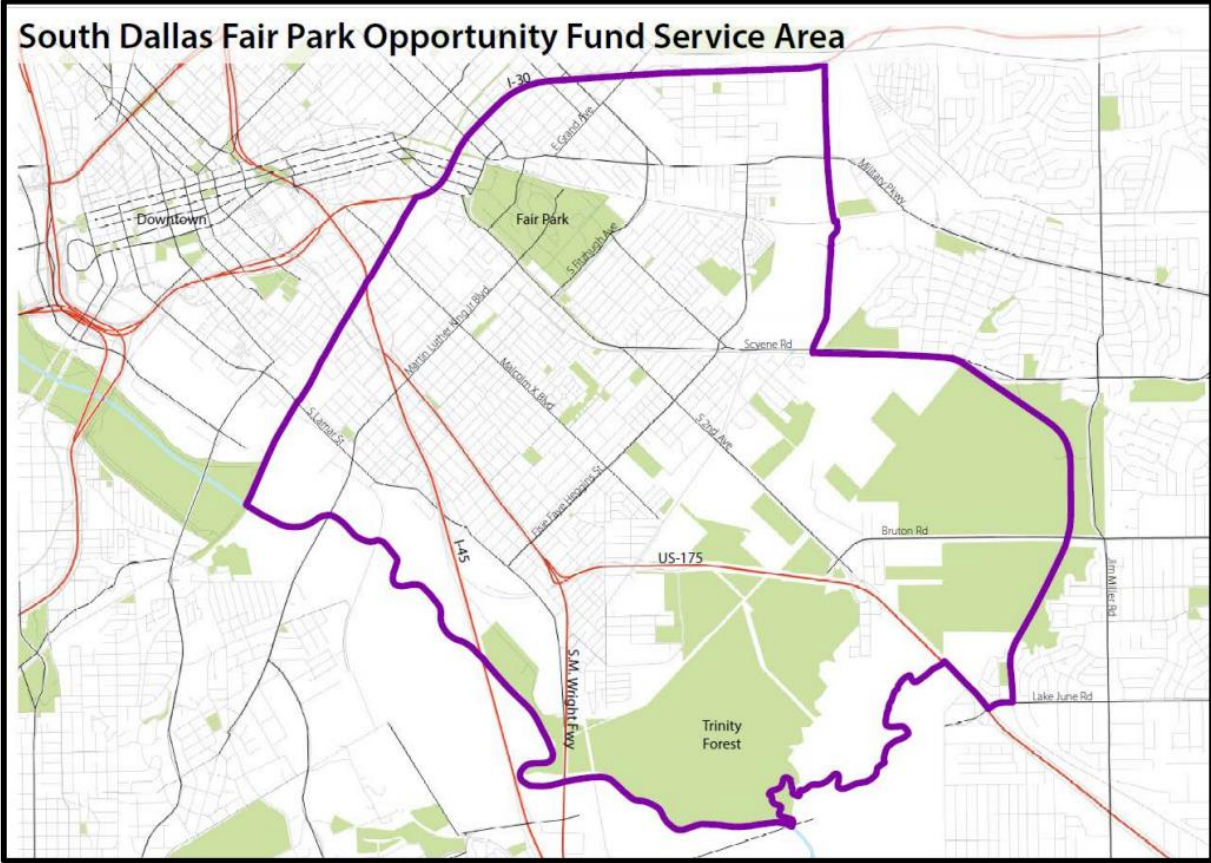 South Dallas Fair Park Opportunity Fund Service Area
I-30
E Grand Ave
Military Pkwy
Downtown
Fair Park
S Fitzhugh Ave
Martin Luther King Jr Blvd
Scyene Rd
Malcolm X Blvd
S Lamar St
S 2nd Ave
Elsie Faye Heggins St
Bruton Rd
I-45
US-175
Jim Miller Rd
S.M. Wright Fwy
Lake June Rd
Trinity
Forest